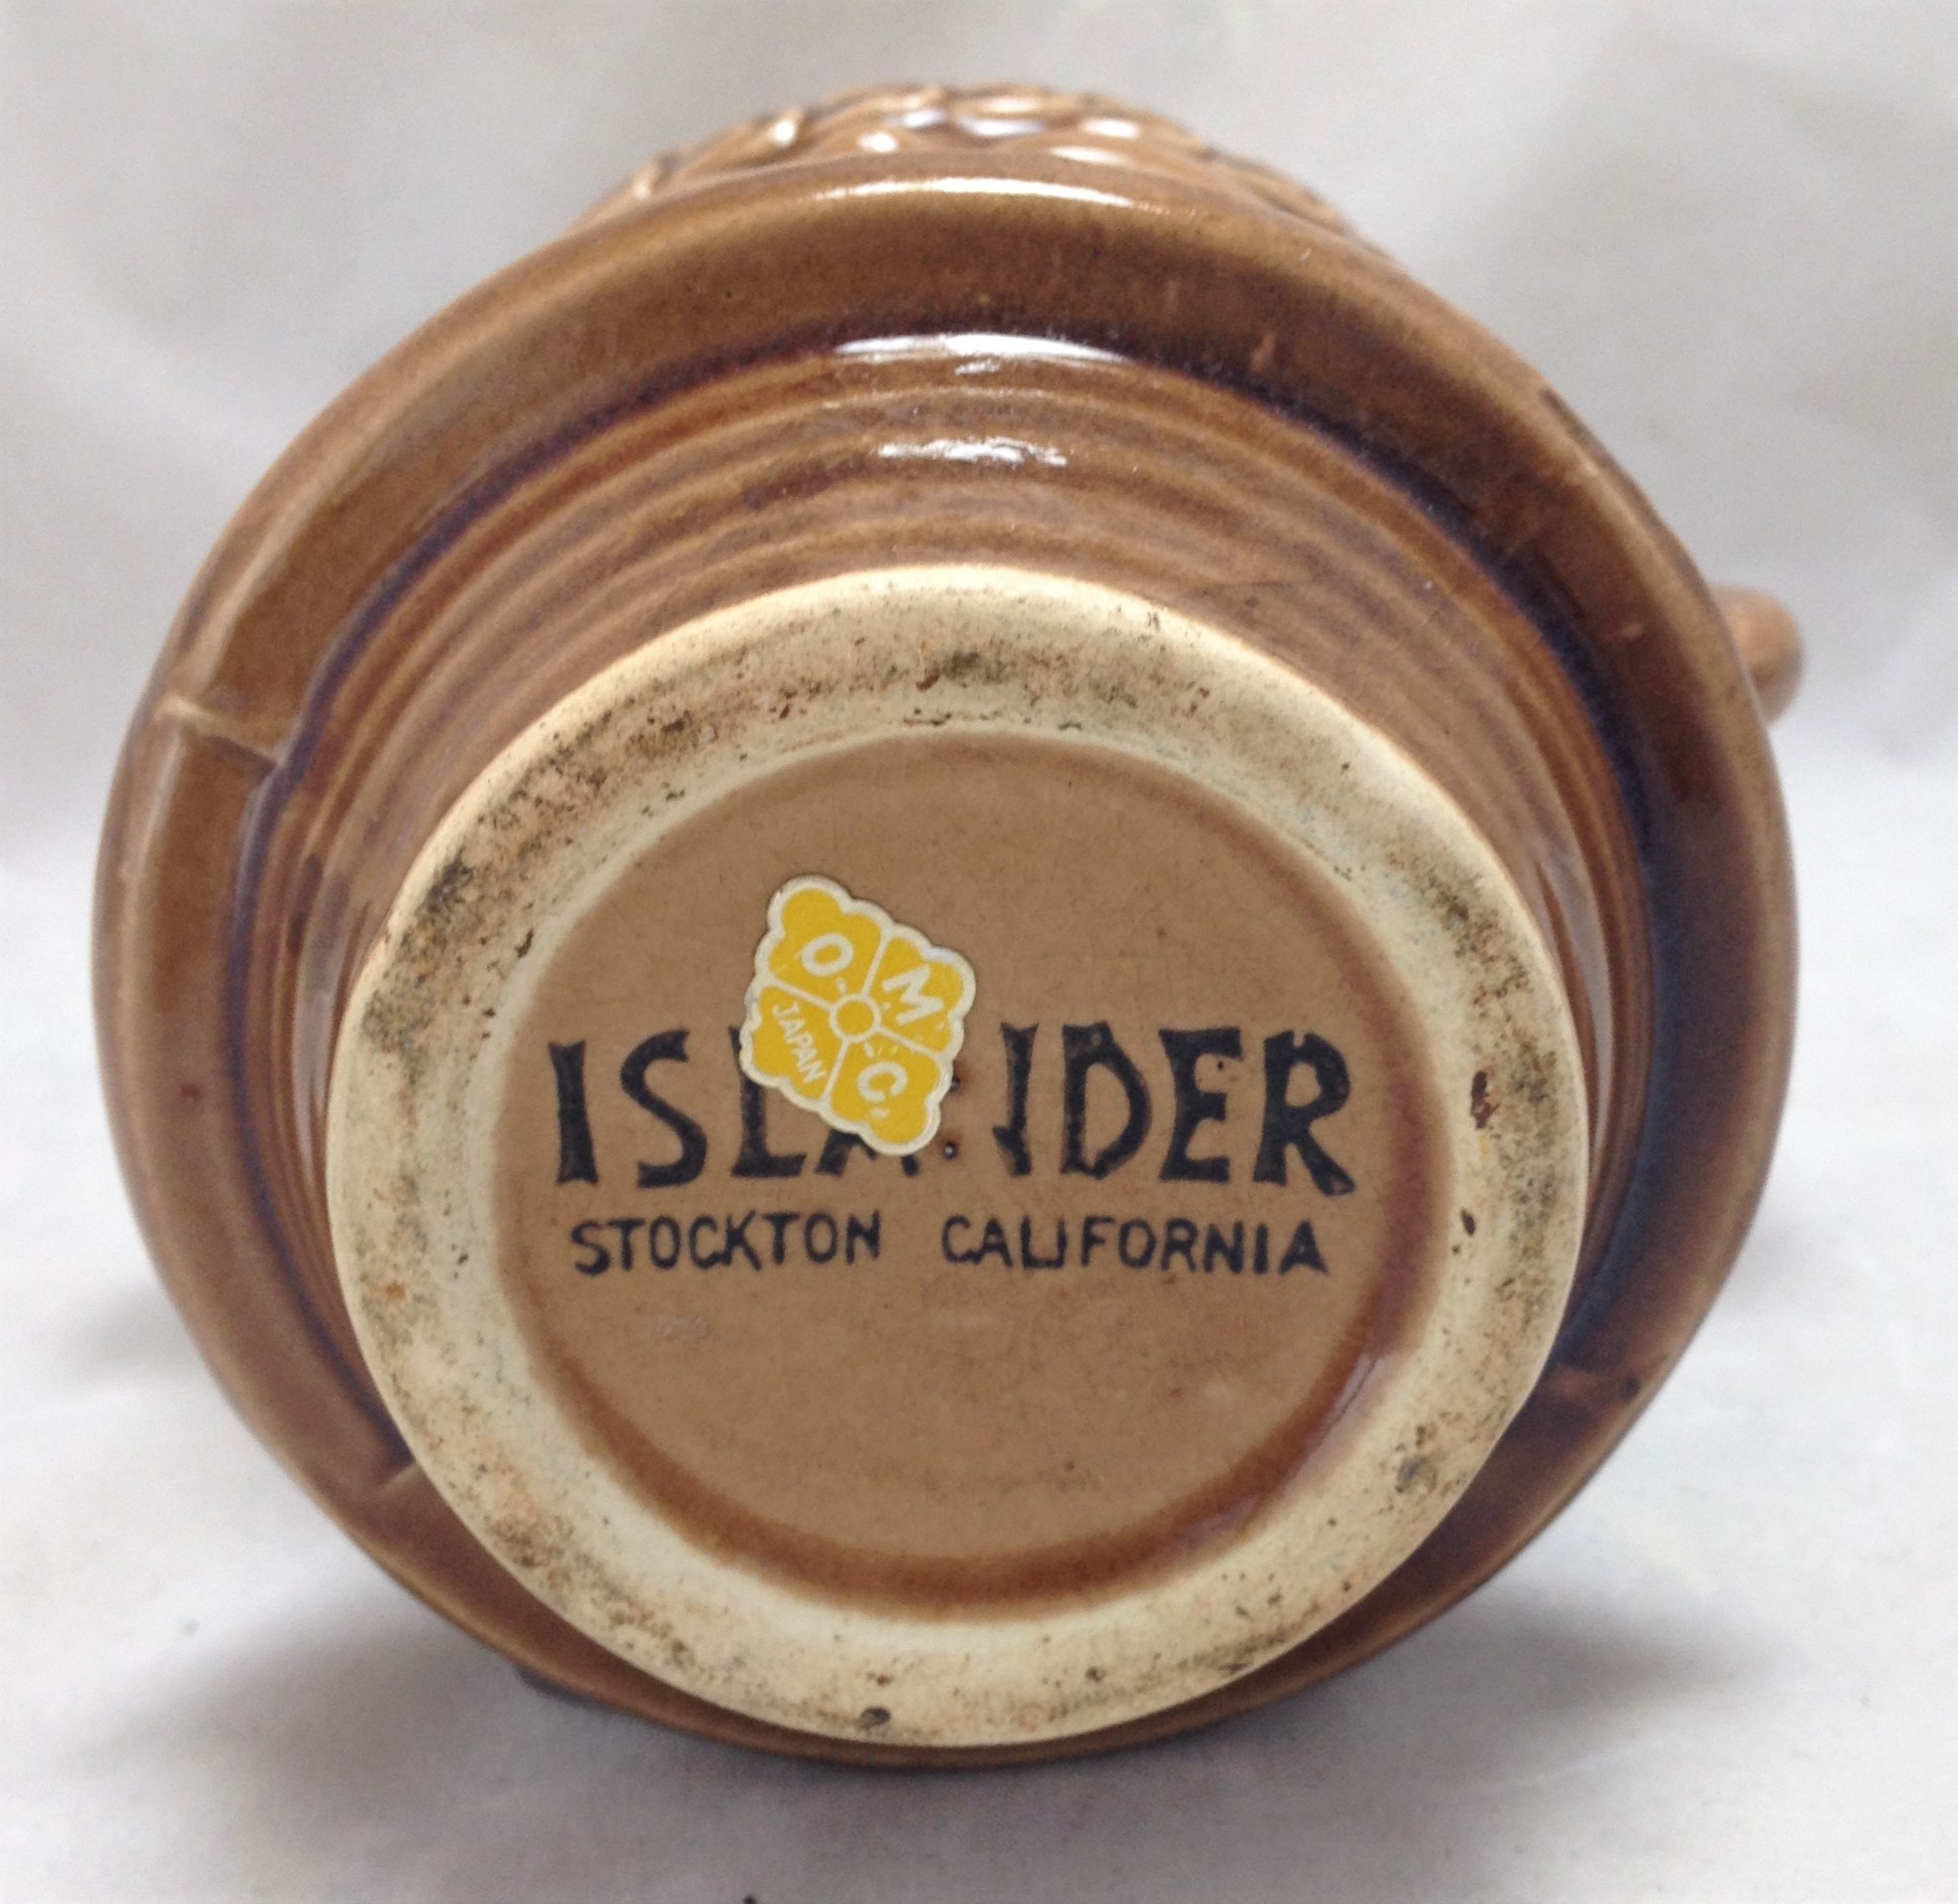 O. M. C.
JAPAN
ISLANDER
STOCKTON CALIFORNIA